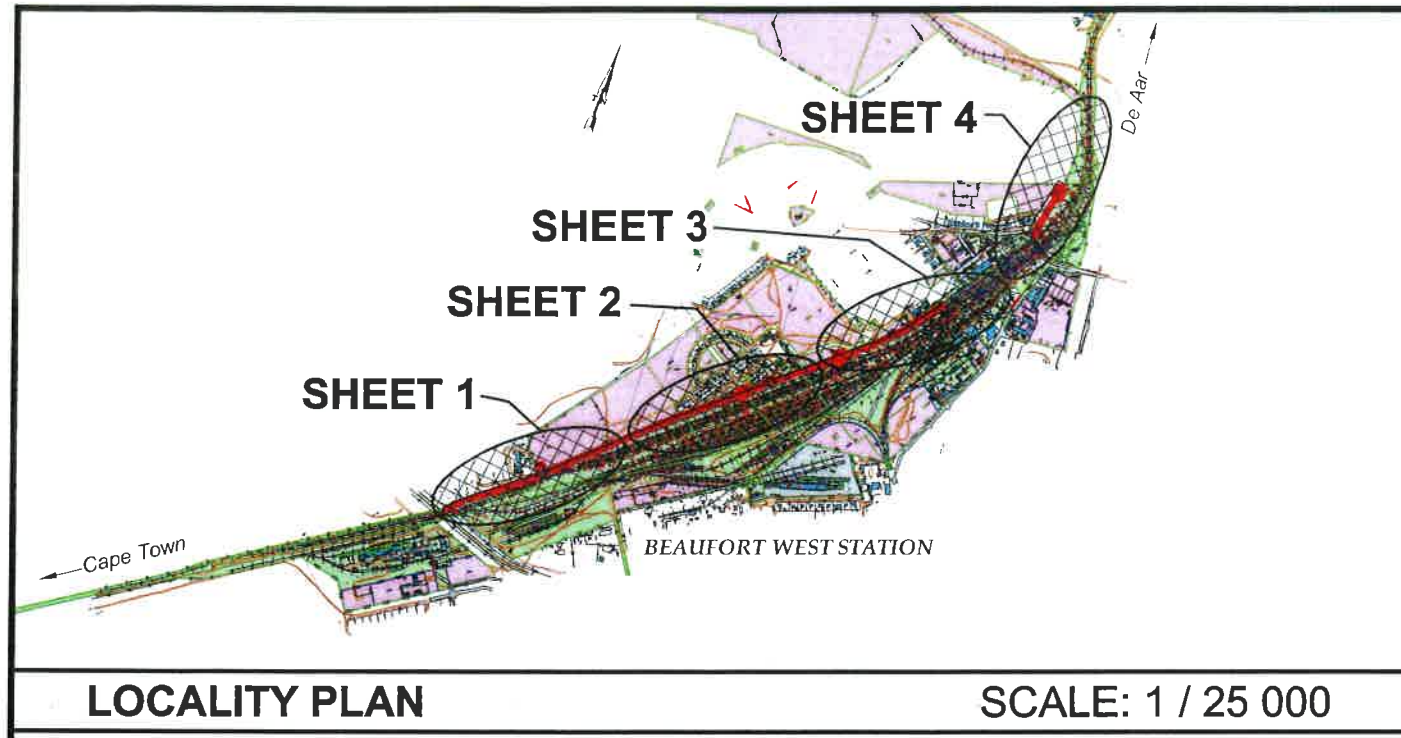 De Aar
SHEET 4
SHEET 3
SHEET 2
SHEET 1
Cape Town
BEAUFORT WEST STATION
LOCALITY PLAN
SCALE: 1 / 25 000